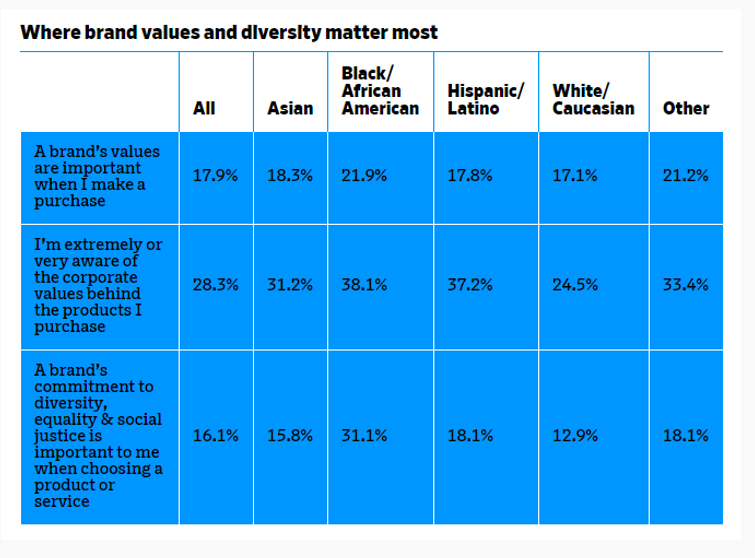 Where brand values and diversity matter most
All
Asian
Black/
African
American
Hispanic/
Latino
White/
Caucasian
Other
A brand's values
are important
when I make a
purchase
17.9%
18.3%
21.9%
17.8%
17.1%
21.2%
I'm extremely or
very aware of
the corporate
values behind
the products I
purchase
28.3%
31.2%
38.1%
37.2%
24.5%
33.4%
A brand's
commitment to
diversity,
equality & social
justice is
important to me
when choosing a
product or
service
16.1%
15.8%
31.1%
18.1%
12.9%
18.1%